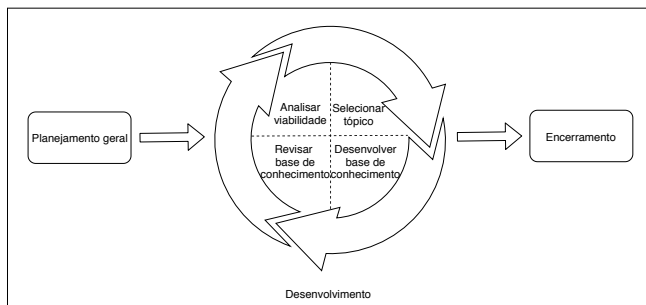 Planejamento geral
Analisar
viabilidade
Selecionar
tópico
Revisar
base de
conhecimento
Desenvolver
base de
conhecimento
Encerramento
Desenvolvimento